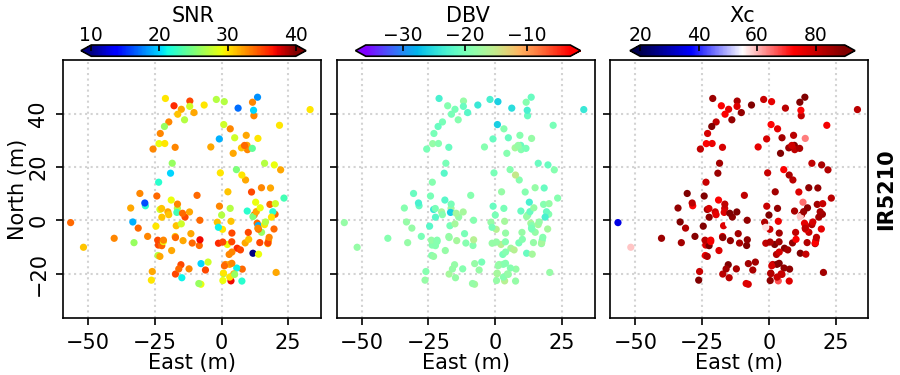 SNR DBV Xc
10 20 30 40 −30 −20 −10 20 40 60 80
North (m)
40
20
0
−20
−50 −25 0 25 −50 −25 0 25 −50 −25 0 25
East (m) East (m) East (m)
IR5210